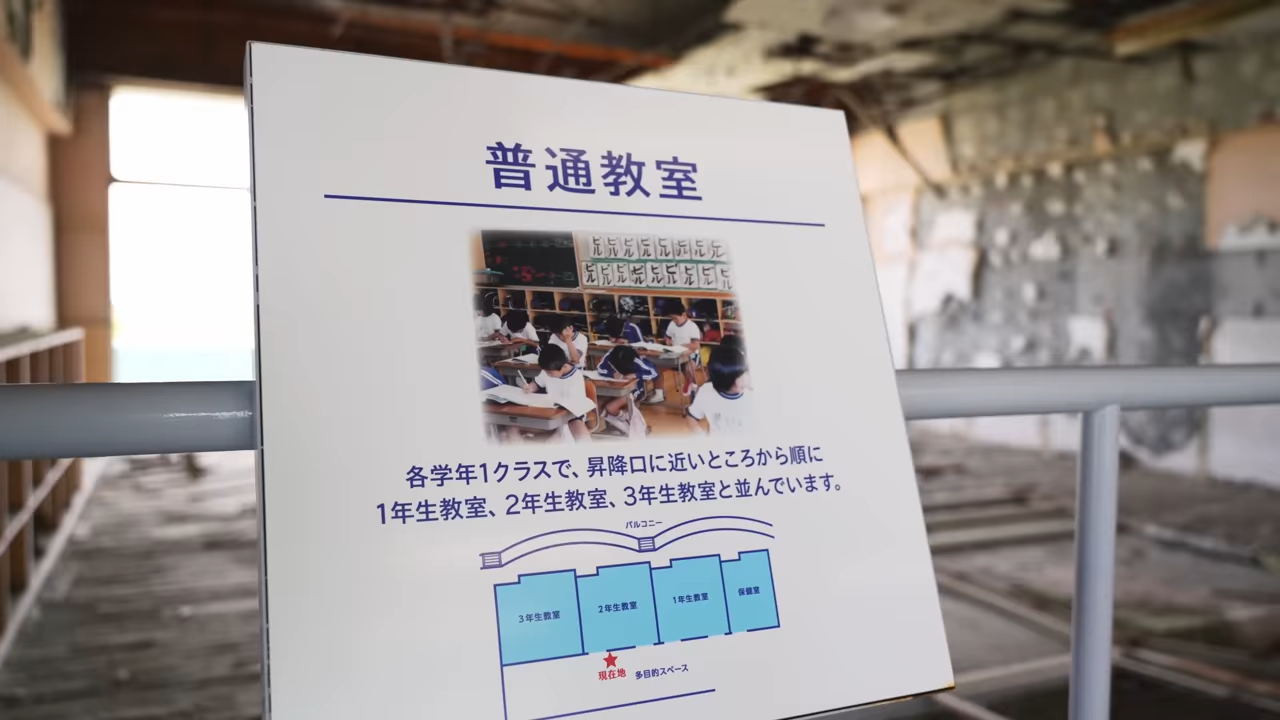 普通教室
各学年1クラスで、昇降口に近いところから順に
1年生教室、2年生教室、3年生教室と並んでいます。
バルコニー
3年生教室
2年生教室
1年生教室
保健室
現在地
多目的スペース